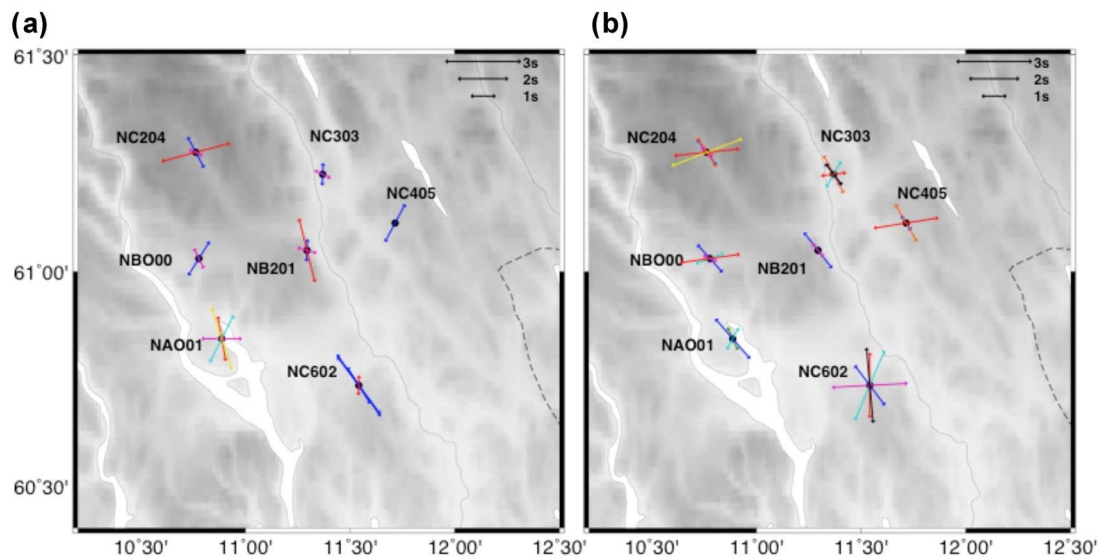 (a)
(b)
61°30'
61°00'
60°30'
3s
2s
1s
NC204
NC303
NC405
NBO00
NB201
NAO01
NC602
10°30'
11°00'
11°30'
12°00'
12°30'
3s
2s
1s
NC204
NC303
NC405
NBO00
NB201
NAO01
NC602
10°30'
11°00'
11°30'
12°00'
12°30'